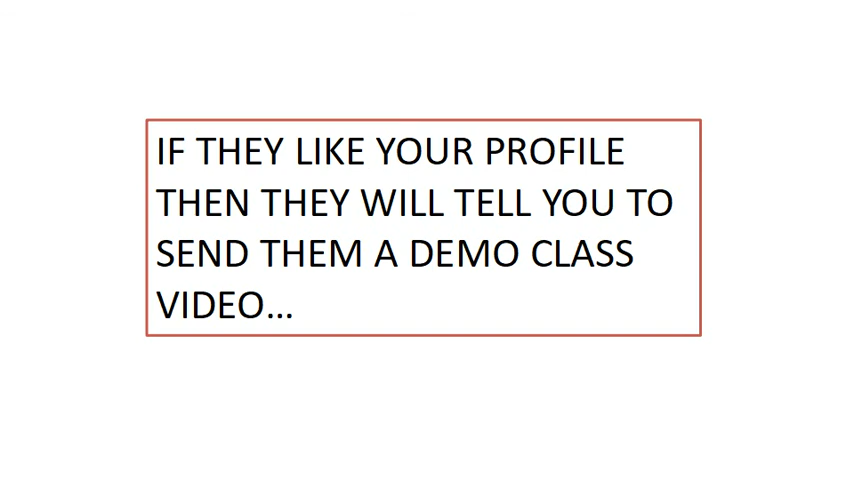 IF THEY LIKE YOUR PROFILE
THEN THEY WILL TELL YOU TO
SEND THEM A DEMO CLASS
VIDEO...